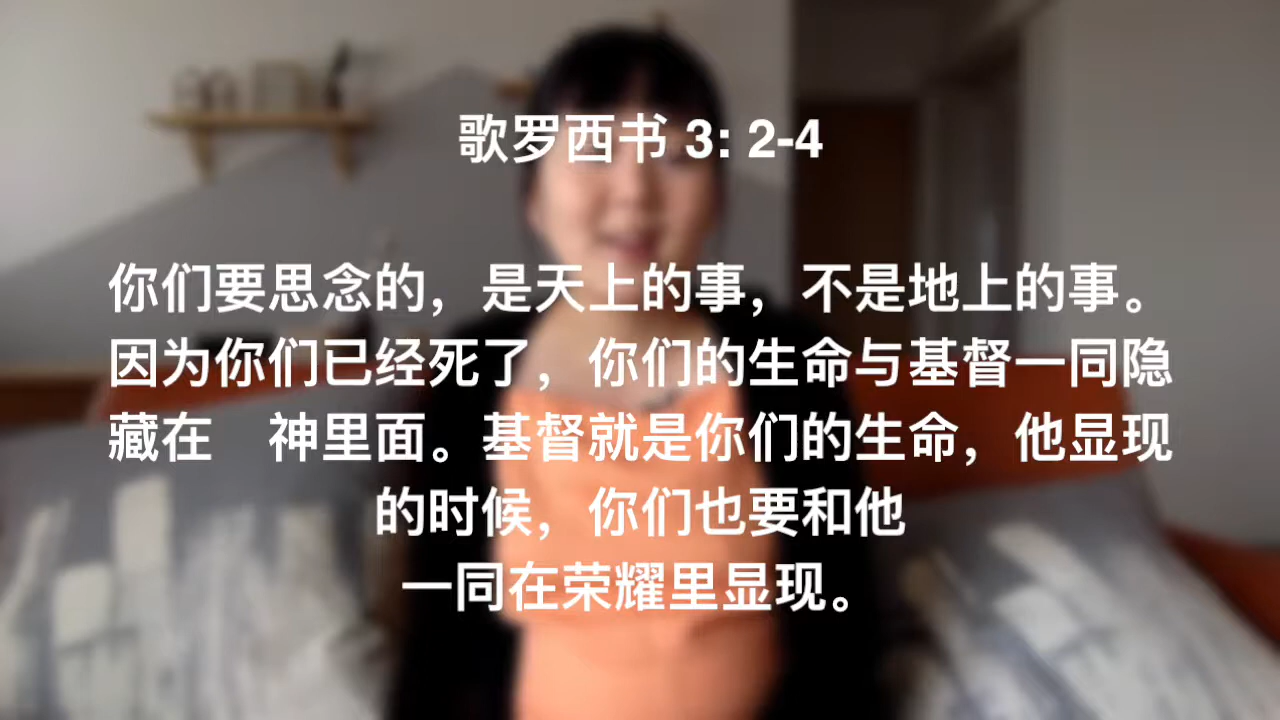 歌罗西书 3: 2-4
你们要思念的，是天上的事，不是地上的事。
因为你们已经死了，你们的生命与基督一同隐
藏在　神里面。基督就是你们的生命，他显现
的时候，你们也要和他
一同在荣耀里显现。